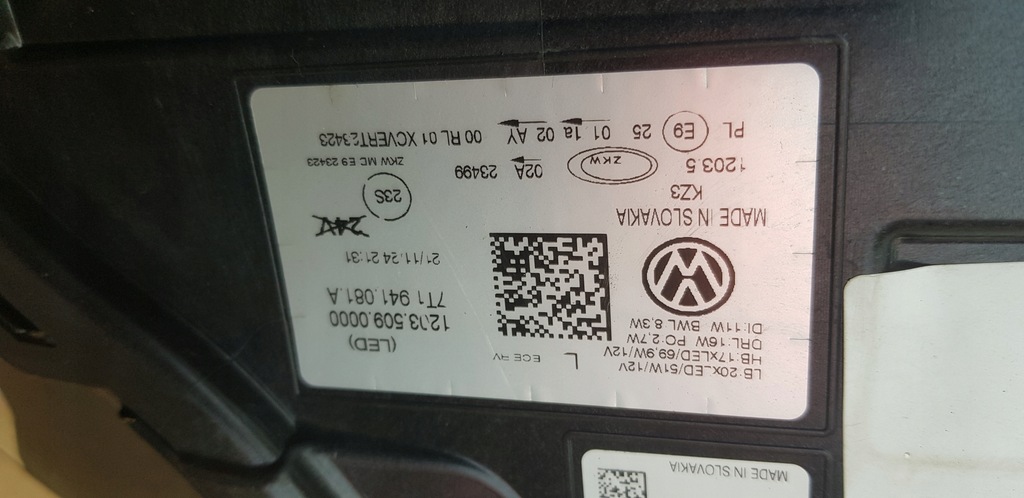 MADE IN SLOVAKIA
LB:20xLED/51W/12V
HB:17xLED/69,9W/12V
DRL:16W PO 2,7W
DI:11W BWL 8,3W
L ECE RV
(LED)
1203.509.0000
7T1 941.081.A
21/11.24 21:31
MADE IN SLOVAKIA
KZ3
23S
1203.5 ZKW 02A 23499
ZKW MC E9 23423
PL E9 25 01 1a 02 AY 00 RL 01 XCVERT23423